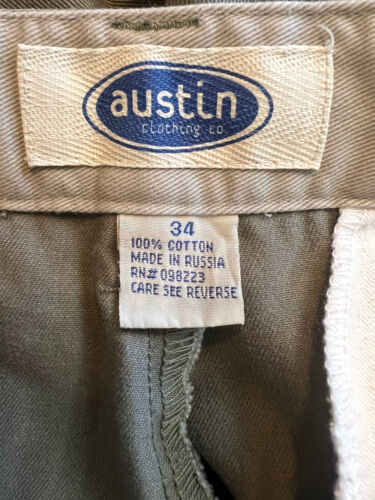 austin
clothing co.
34
100% COTTON
MADE IN RUSSIA
RN# 098223
CARE SEE REVERSE